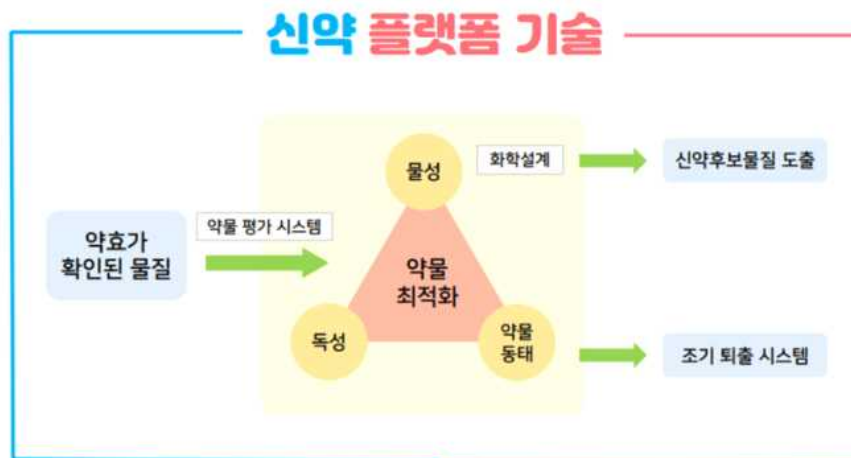 신약 플랫폼 기술
물성
화학설계
신약후보물질 도출
약물 평가 시스템
약효가
확인된 물질
약물
최적화
독성
약물
동태
조기 퇴출 시스템